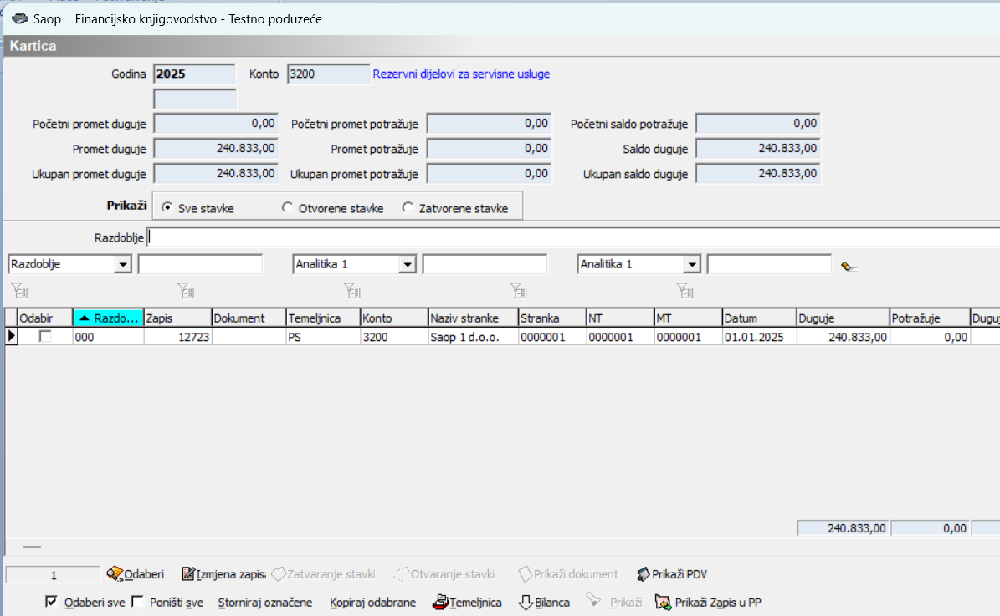 Saop Financijsko knjigovodstvo - Testno poduzeće
Kartica
Godina 2025 Konto 3200 Rezervni dijelovi za servisne usluge
Početni promet duguje 0,00 Početni promet potražuje 0,00 Početni saldo potražuje 0,00
Promet duguje 240.833,00 Promet potražuje 0,00 Saldo duguje 240.833,00
Ukupan promet duguje 240.833,00 Ukupan promet potražuje 0,00 Ukupan saldo duguje 240.833,00
Prikaži Sve stavke Otvorene stavke Zatvorene stavke
Razdoblje
Razdoblje Analitika 1 Analitika 1
Odabir Razdo... Zapis Dokument Temeljnica Konto Naziv stranke Stranka NT MT Datum Duguje Potražuje
000 12723 PS 3200 Saop 1 d.o.o. 0000001 0000001 0000001 01.01.2025 240.833,00 0,00
240.833,00 0,00
1 Odaberi Izmjena zapisa Zatvaranje stavki Otvaranje stavki Prikaži dokument Prikaži PDV
Odaberi sve Poništi sve Storniraj označene Kopiraj odabrane Temeljnica Bilanca Prikaži Prikaži Zapis u PP